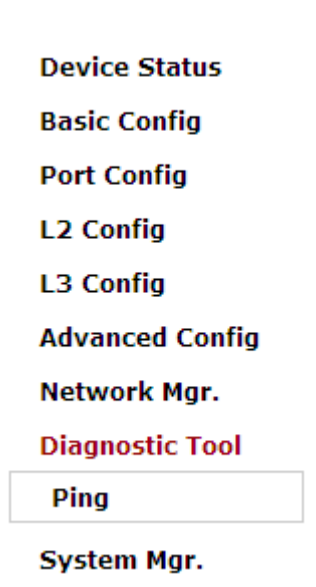 Device Status
Basic Config
Port Config
L2 Config
L3 Config
Advanced Config
Network Mgr.
Diagnostic Tool
Ping
System Mgr.